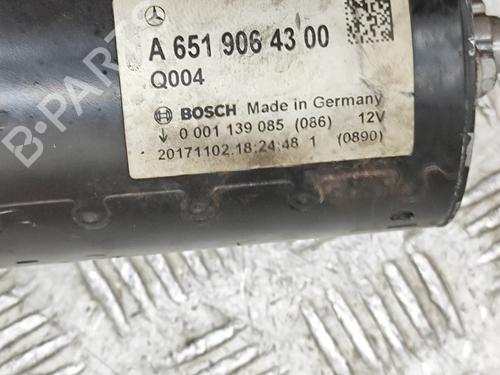 A 651 906 43 00
Q004
BOSCH Made in Germany
↓ 0 001 139 085 (086) 12V
20171102.18:24:48 1 (0890)
B-PARTS